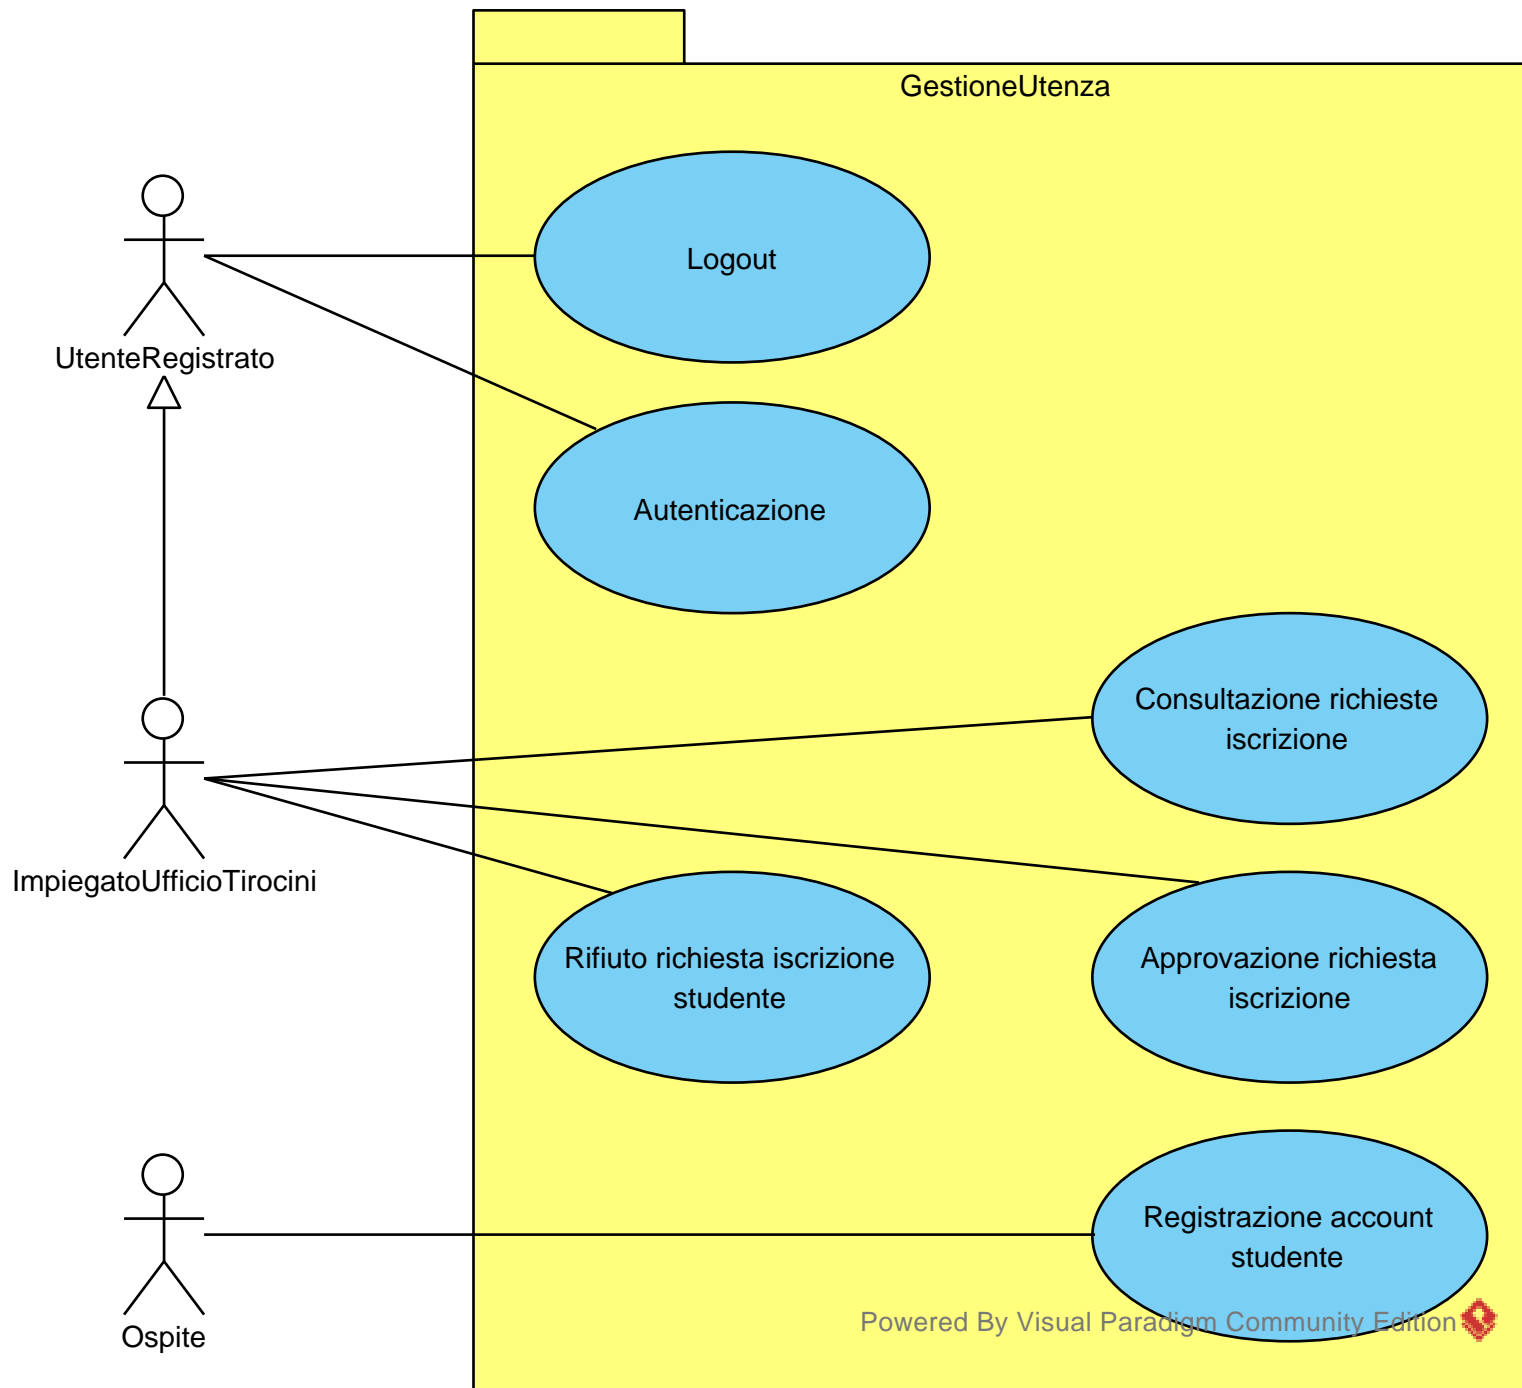 GestioneUtenza
Logout
UtenteRegistrato
Autenticazione
Consultazione richieste
iscrizione
ImpiegatoUfficioTirocini
Rifiuto richiesta iscrizione
studente
Approvazione richiesta
iscrizione
Registrazione account
studente
Ospite
Powered By Visual Paradigm Community Edition